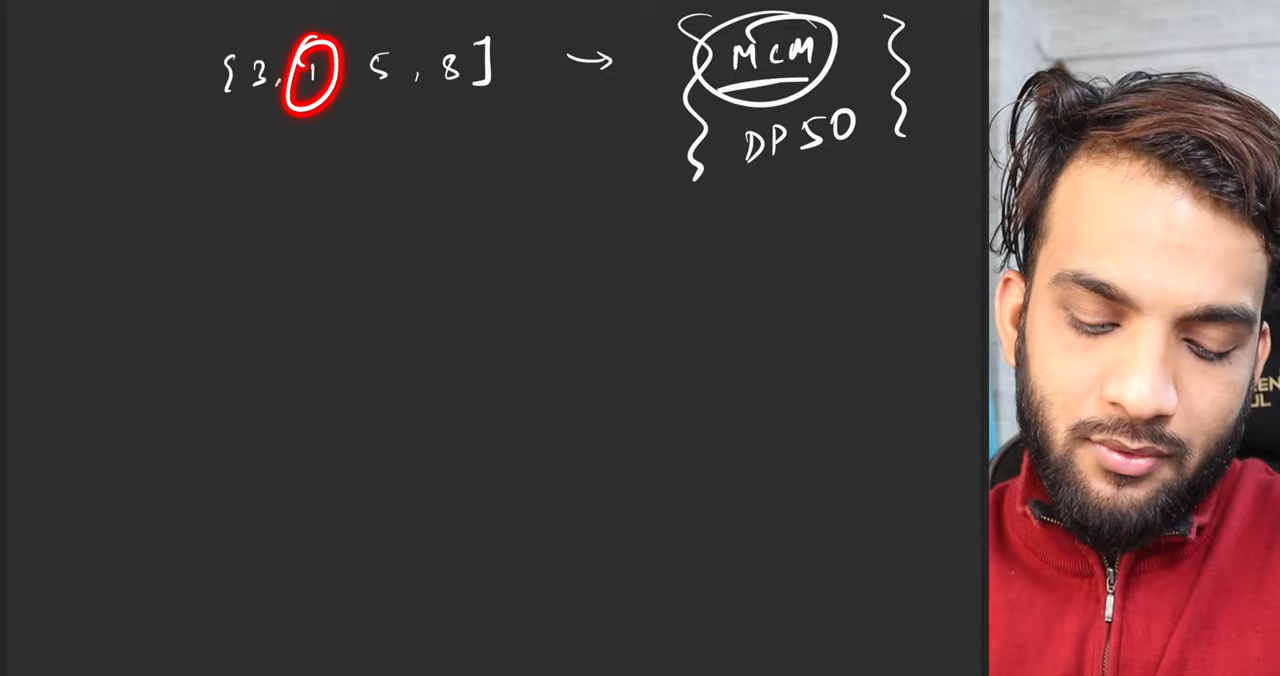 { 3, 1 5 , 8 ] → { MCM }
DP 50